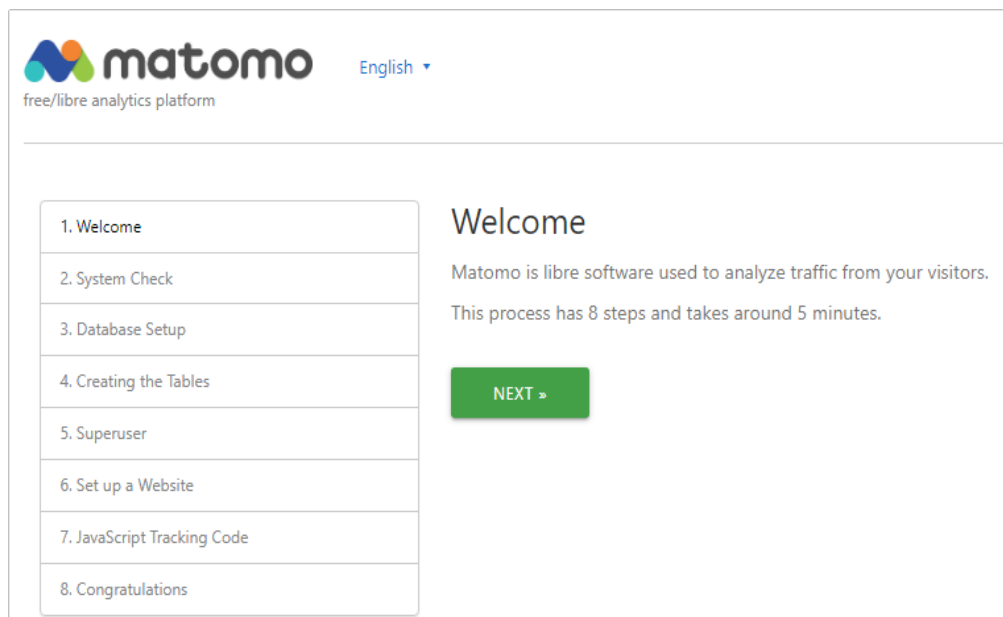 matomo
English
free/libre analytics platform
1. Welcome
2. System Check
3. Database Setup
4. Creating the Tables
5. Superuser
6. Set up a Website
7. JavaScript Tracking Code
8. Congratulations
Welcome
Matomo is libre software used to analyze traffic from your visitors.
This process has 8 steps and takes around 5 minutes.
NEXT »